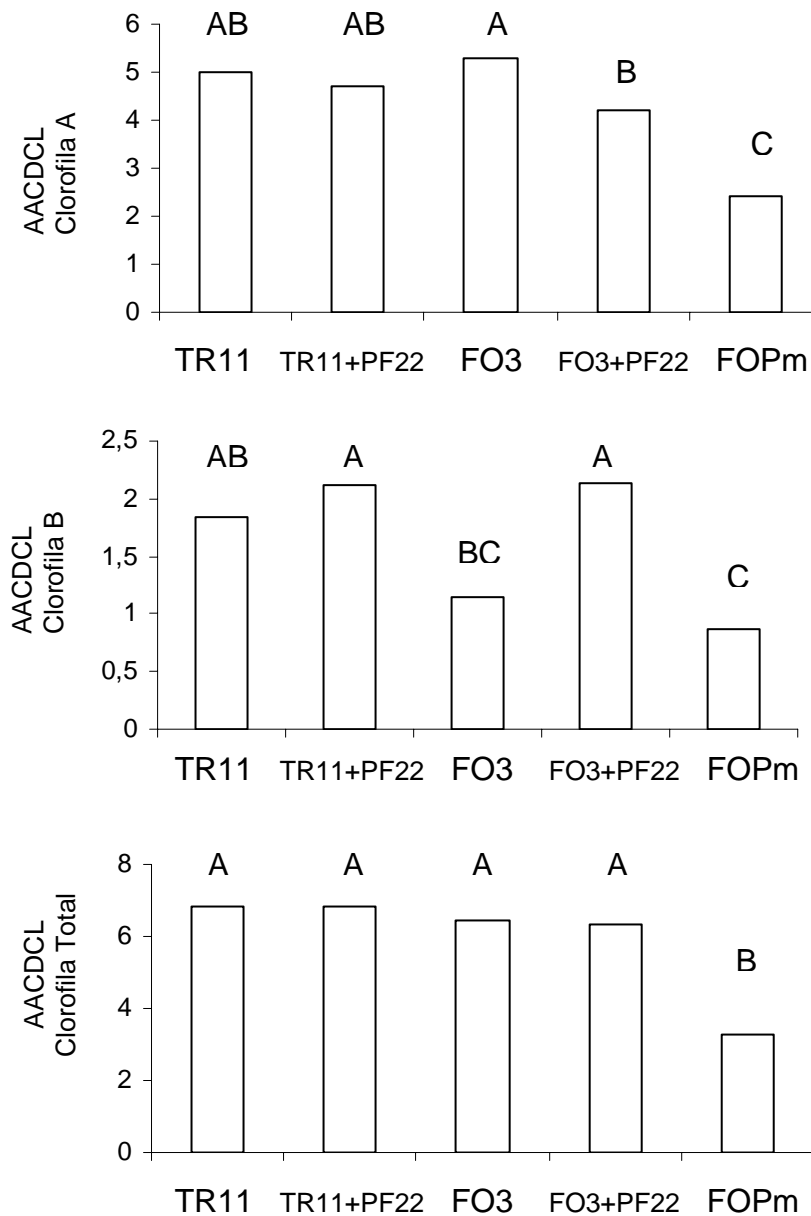 AACDCL
Clorofila A
6
5
4
3
2
1
0
AB
AB
A
B
C
TR11 TR11+PF22 FO3 FO3+PF22 FOPm
AACDCL
Clorofila B
2,5
2
1,5
1
0,5
0
AB
A
BC
A
C
TR11 TR11+PF22 FO3 FO3+PF22 FOPm
AACDCL
Clorofila Total
8
6
4
2
0
A
A
A
A
B
TR11 TR11+PF22 FO3 FO3+PF22 FOPm